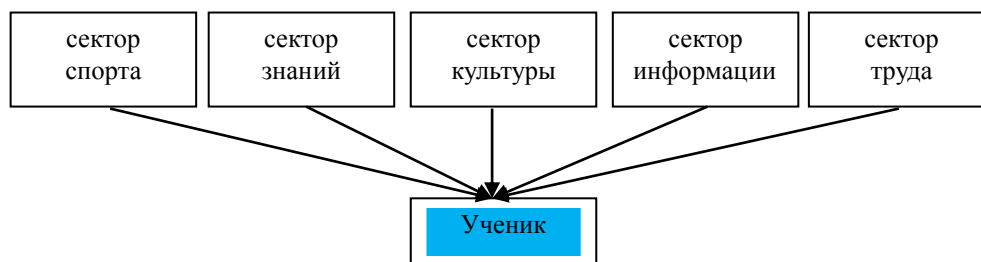 сектор
спорта
сектор
знаний
сектор
культуры
сектор
информации
сектор
труда
Ученик